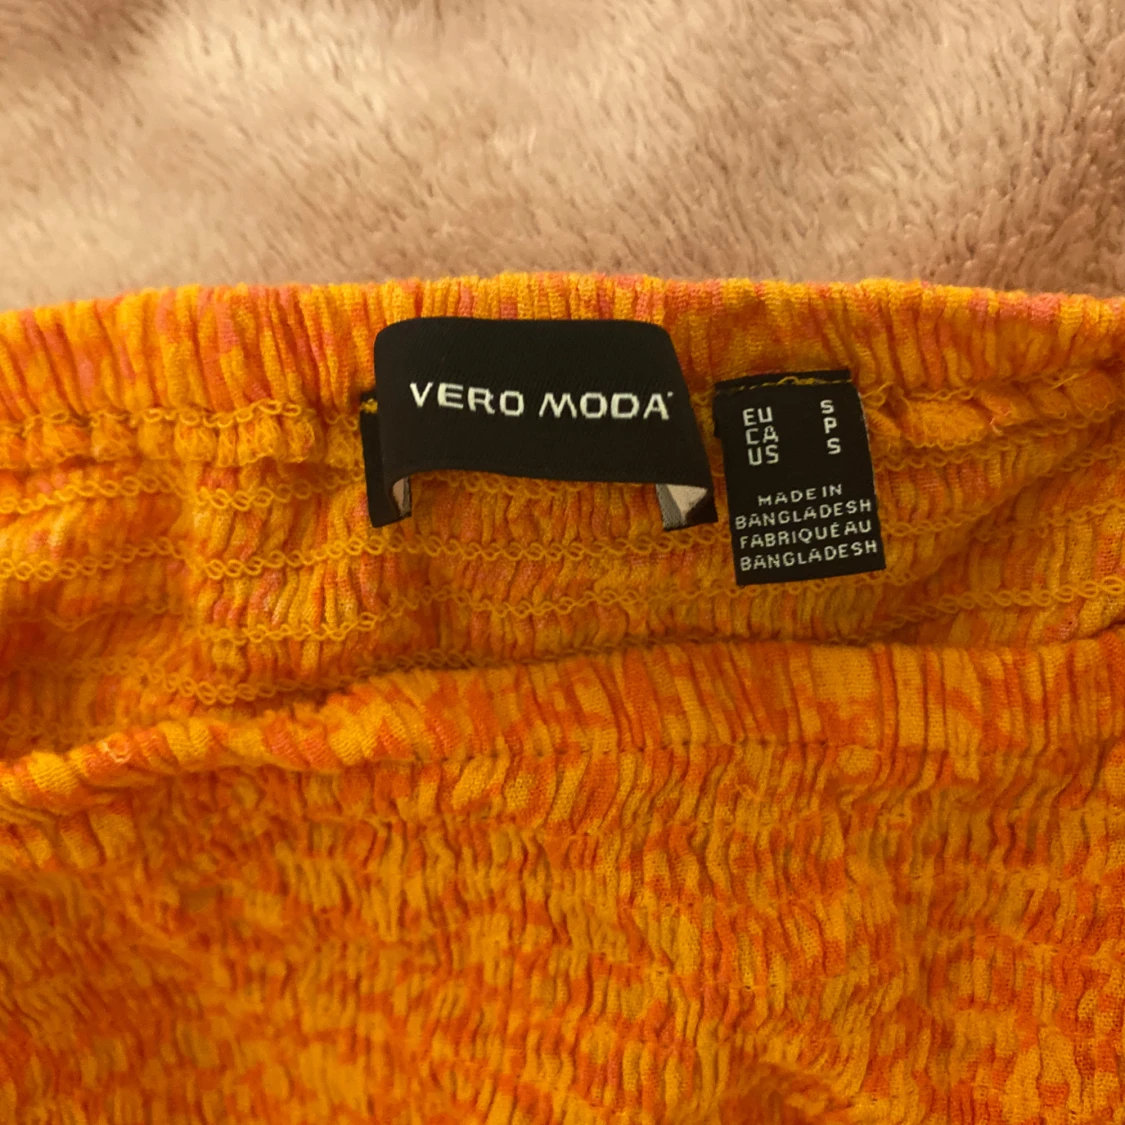 VERO MODA
EU S
CA P
US S
MADE IN
BANGLADESH
FABRIQUÉ AU
BANGLADESH